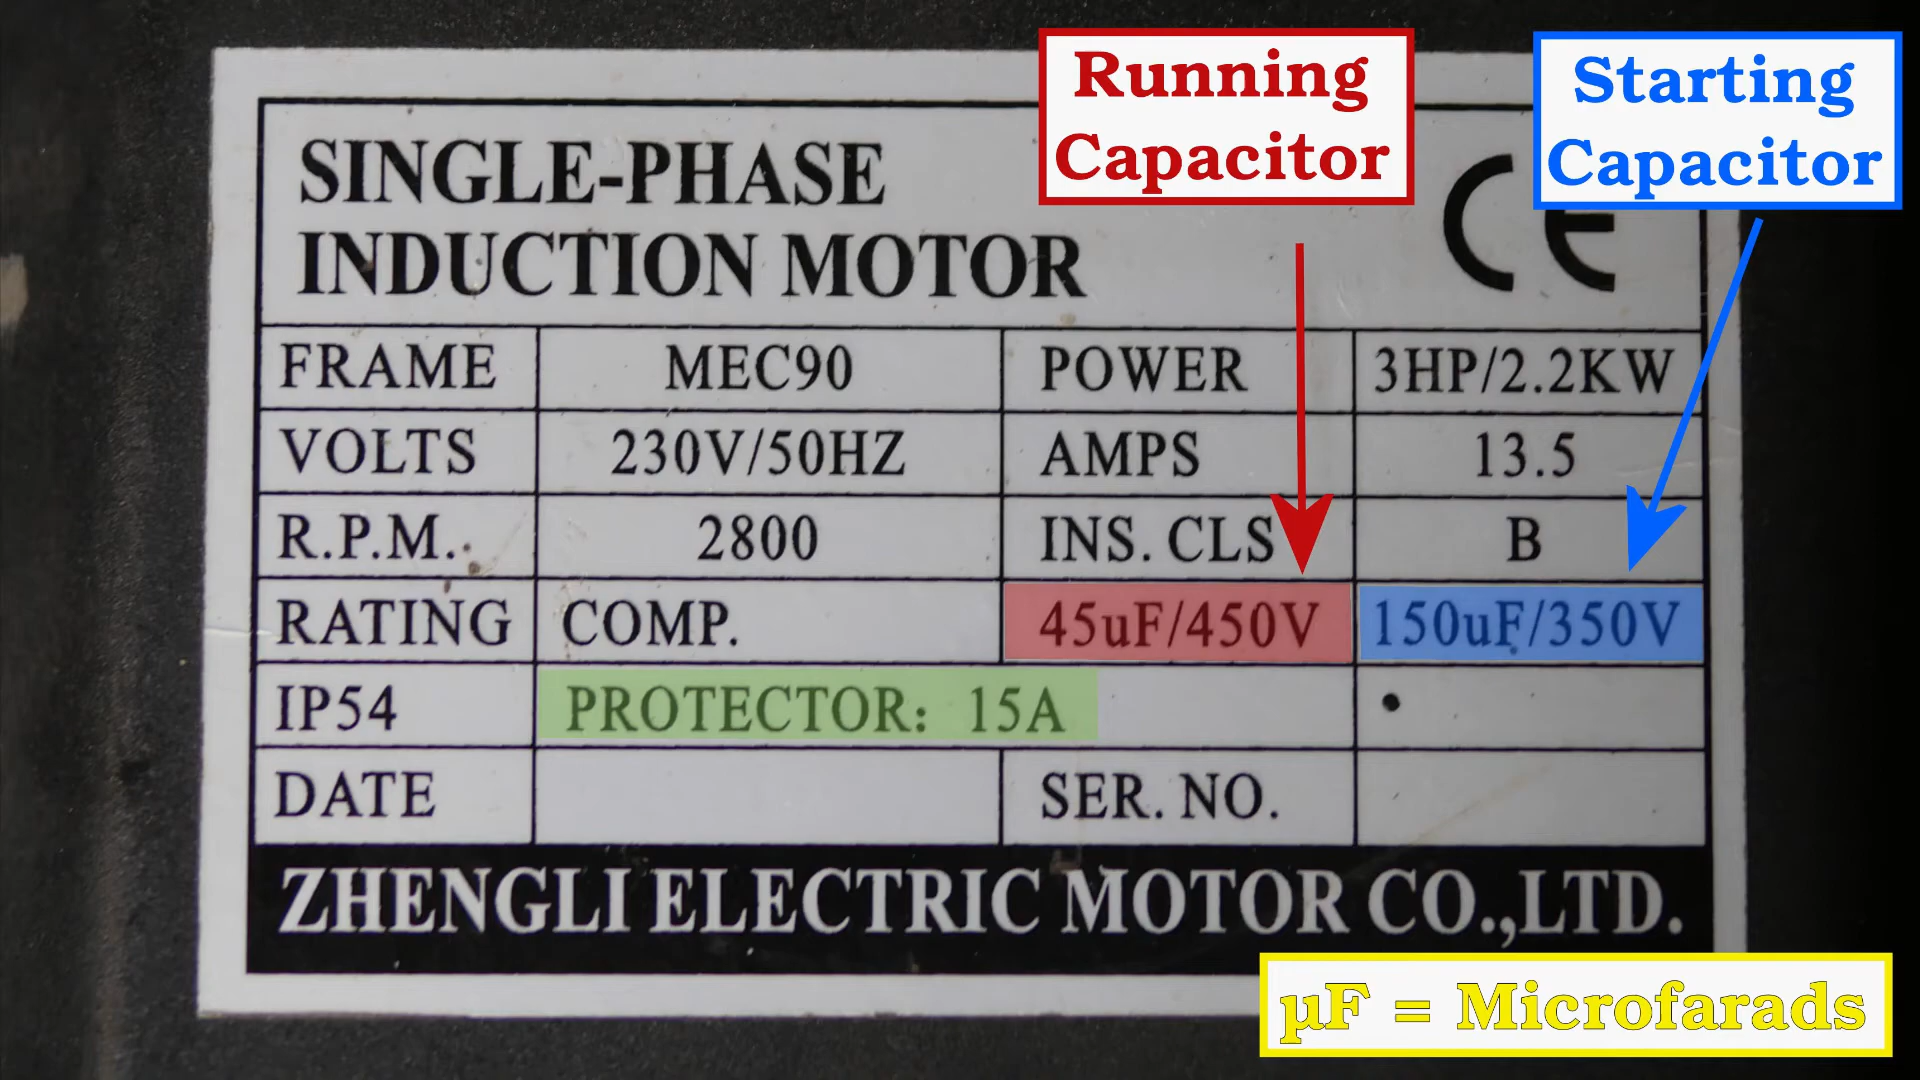 Running
Capacitor
Starting
Capacitor
SINGLE-PHASE
INDUCTION MOTOR
CE
FRAME MEC90 POWER 3HP/2.2KW
VOLTS 230V/50HZ AMPS 13.5
R.P.M. 2800 INS. CLS B
RATING COMP. 45uF/450V 150uF/350V
IP54 PROTECTOR: 15A
DATE SER. NO.
ZHENGLI ELECTRIC MOTOR CO.,LTD.
µF = Microfarads